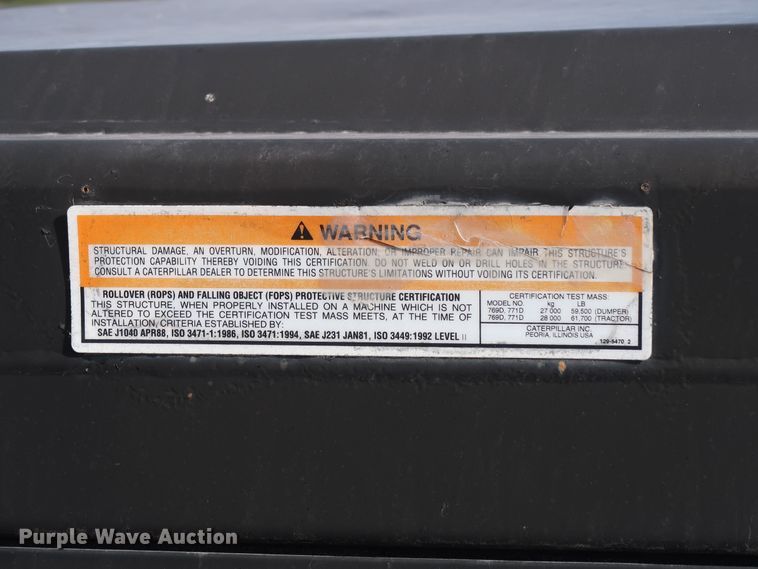 WARNING
STRUCTURAL DAMAGE, AN OVERTURN, MODIFICATION, ALTERATION, OR IMPROPER REPAIR CAN IMPAIR THIS STRUCTURE'S
PROTECTION CAPABILITY THEREBY VOIDING THIS CERTIFICATION. DO NOT WELD ON OR DRILL HOLES IN THE STRUCTURE.
CONSULT A CATERPILLAR DEALER TO DETERMINE THIS STRUCTURE'S LIMITATIONS WITHOUT VOIDING ITS CERTIFICATION.
ROLLOVER (ROPS) AND FALLING OBJECT (FOPS) PROTECTIVE STRUCTURE CERTIFICATION
THIS STRUCTURE, WHEN PROPERLY INSTALLED ON A MACHINE WHICH IS NOT
ALTERED TO EXCEED THE CERTIFICATION TEST MASS MEETS, AT THE TIME OF
INSTALLATION, CRITERIA ESTABLISHED BY:
SAE J1040 APR88, ISO 3471-1:1986, ISO 3471:1994, SAE J231 JAN81, ISO 3449:1992 LEVEL II
CERTIFICATION TEST MASS:
MODEL NO. kg LB
769D, 771D 27 000 59,500 (DUMPER)
769D, 771D 28 000 61,700 (TRACTOR)
CATERPILLAR INC.
PEORIA, ILLINOIS USA
129-5470 2
Purple Wave Auction